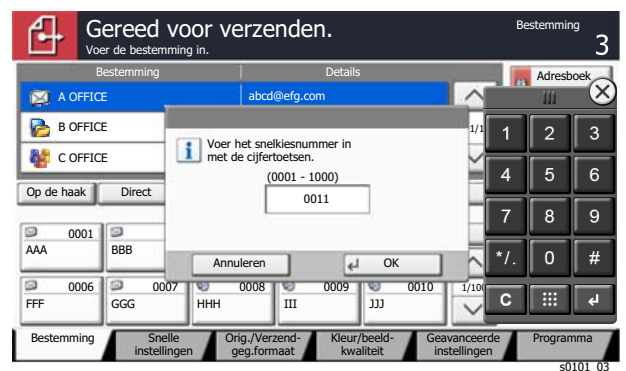 Gereed voor verzenden.
Voer de bestemming in.
Bestemming
3
Bestemming
Details
Adresboek
A OFFICE
abcd@efg.com
B OFFICE
C OFFICE
1/1
Voer het snelkiesnummer in
met de cijfertoetsen.
(0001 - 1000)
0011
Annuleren
OK
1 2 3
4 5 6
7 8 9
*/. 0 #
C
Op de haak
Direct
0001
AAA
BBB
0006 0007 0008 0009 0010
FFF GGG HHH III JJJ
1/100
Bestemming
Snelle
instellingen
Orig./Verzend-
geg.formaat
Kleur/beeld-
kwaliteit
Geavanceerde
instellingen
Programma
s0101_03